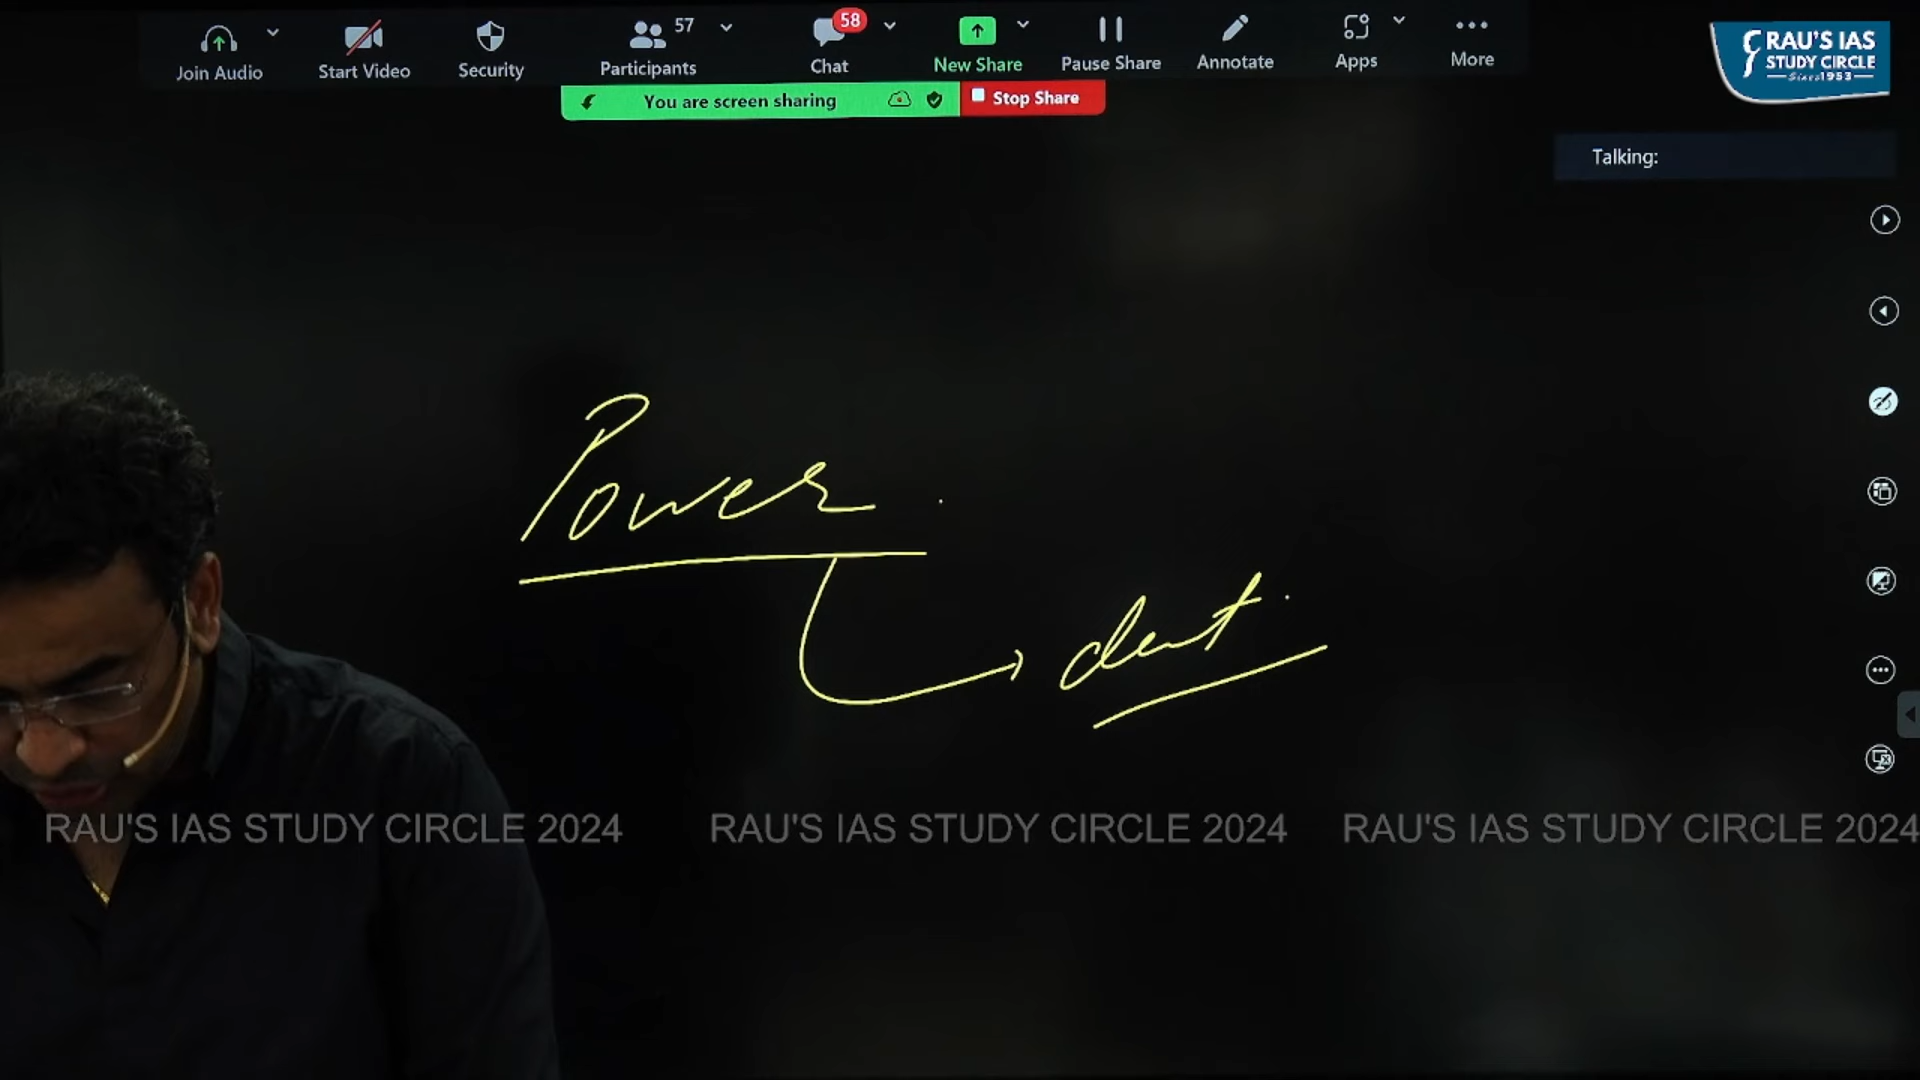 57
58
Join Audio
Start Video
Security
Participants
Chat
New Share
Pause Share
Annotate
Apps
More
RAU'S IAS
STUDY CIRCLE
Since 1953
You are screen sharing
Stop Share
Talking:
Power
RAU'S IAS STUDY CIRCLE 2024 RAU'S IAS STUDY CIRCLE 2024 RAU'S IAS STUDY CIRCLE 2024